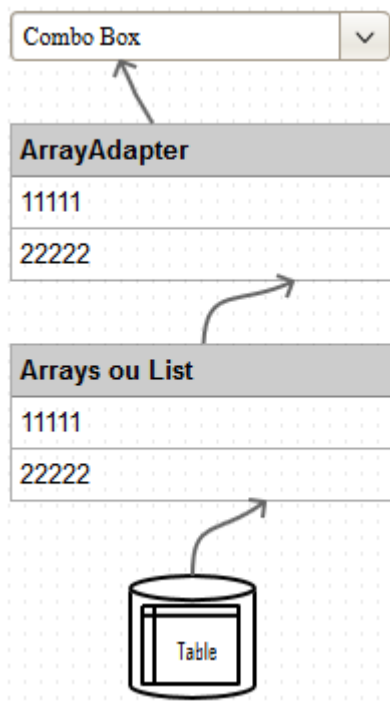 Combo Box
ArrayAdapter
11111
22222
Arrays ou List
11111
22222
Table